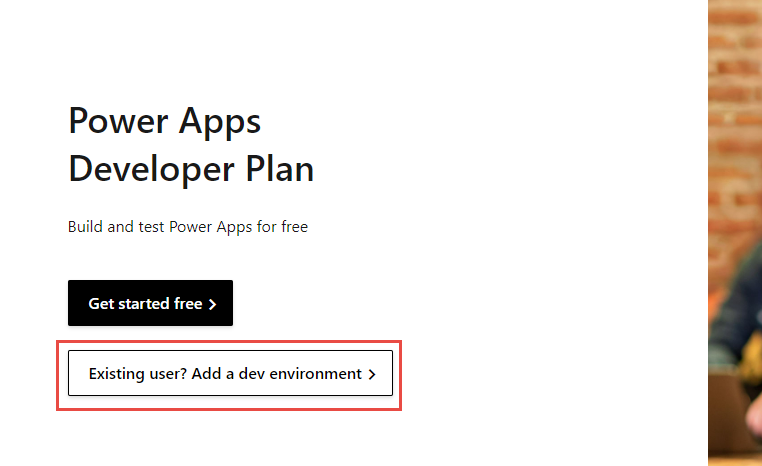 Power Apps
Developer Plan
Build and test Power Apps for free
Get started free
Existing user? Add a dev environment